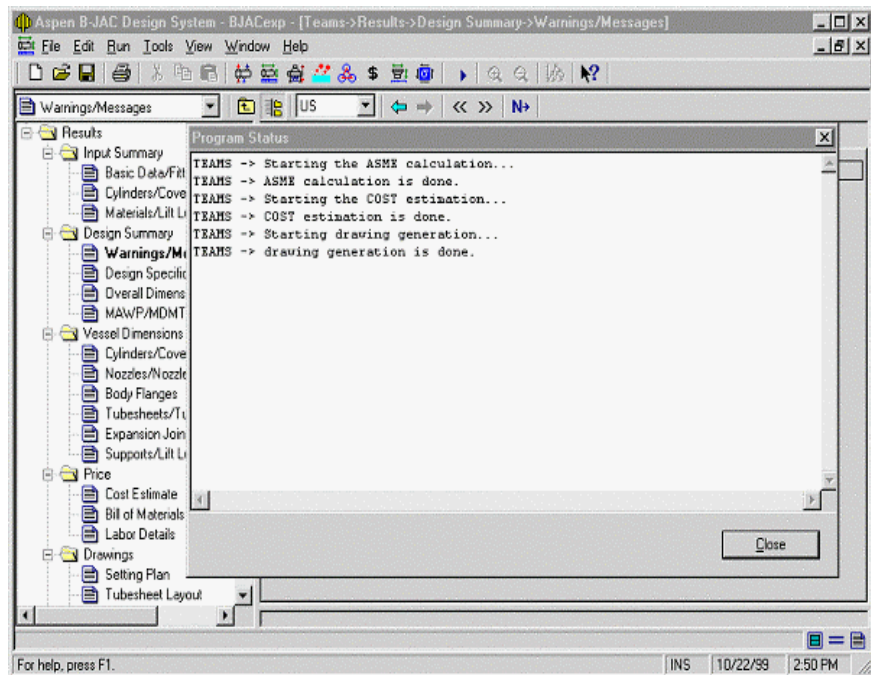 Aspen B-JAC Design System - BJACexp - [Teams->Results->Design Summary->Warnings/Messages]
File Edit Run Tools View Window Help
Warnings/Messages US N
Results
Input Summary
Basic Data/Fitt
Cylinders/Cove
Materials/Lift L
Design Summary
Warnings/M
Design Specific
Overall Dimens
MAWP/MDMT
Vessel Dimensions
Cylinders/Cove
Nozzles/Nozzle
Body Flanges
Tubesheets/Tu
Expansion Join
Supports/Lift L
Price
Cost Estimate
Bill of Materials
Labor Details
Drawings
Setting Plan
Tubesheet Layout
Program Status
TEAMS -> Starting the ASME calculation...
TEAMS -> ASME calculation is done.
TEAMS -> Starting the COST estimation...
TEAMS -> COST estimation is done.
TEAMS -> Starting drawing generation...
TEAMS -> drawing generation is done.
Close
For help, press F1. INS 10/22/99 2:50 PM